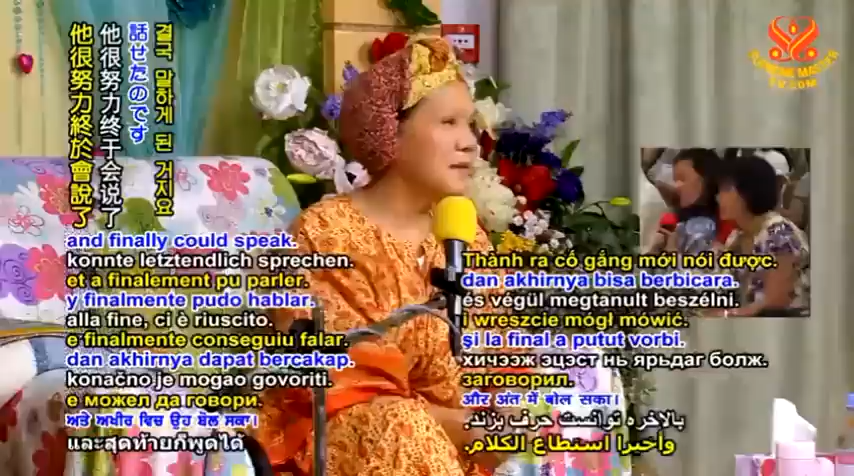 他很努力終於會說了
他很努力终于会说了
話せたのです
결국 말하게 된 거지요
and finally could speak.
konnte letztendlich sprechen.
et a finalement pu parler.
y finalmente pudo hablar.
alla fine, ci è riuscito.
e finalmente conseguiu falar.
dan akhirnya dapat bercakap.
konačno je mogao govoriti.
е можел да говори.
ਅਤੇ ਅਖੀਰ ਵਿਚ ਉਹ ਬੋਲ ਸਕਾ।
และสุดท้ายก็พูดได้
Thành ra cố gắng mới nói được.
dan akhirnya bisa berbicara.
és végül megtanult beszélni.
i wreszcie mógł mówić.
şi la final a putut vorbi.
хичээж эцэст нь ярьдаг болж.
заговорил.
और अंत में बोल सका।
بالاخره توانست حرف بزند.
وأخيرا استطاع الكلام.
SUPREME MASTER
TV.COM